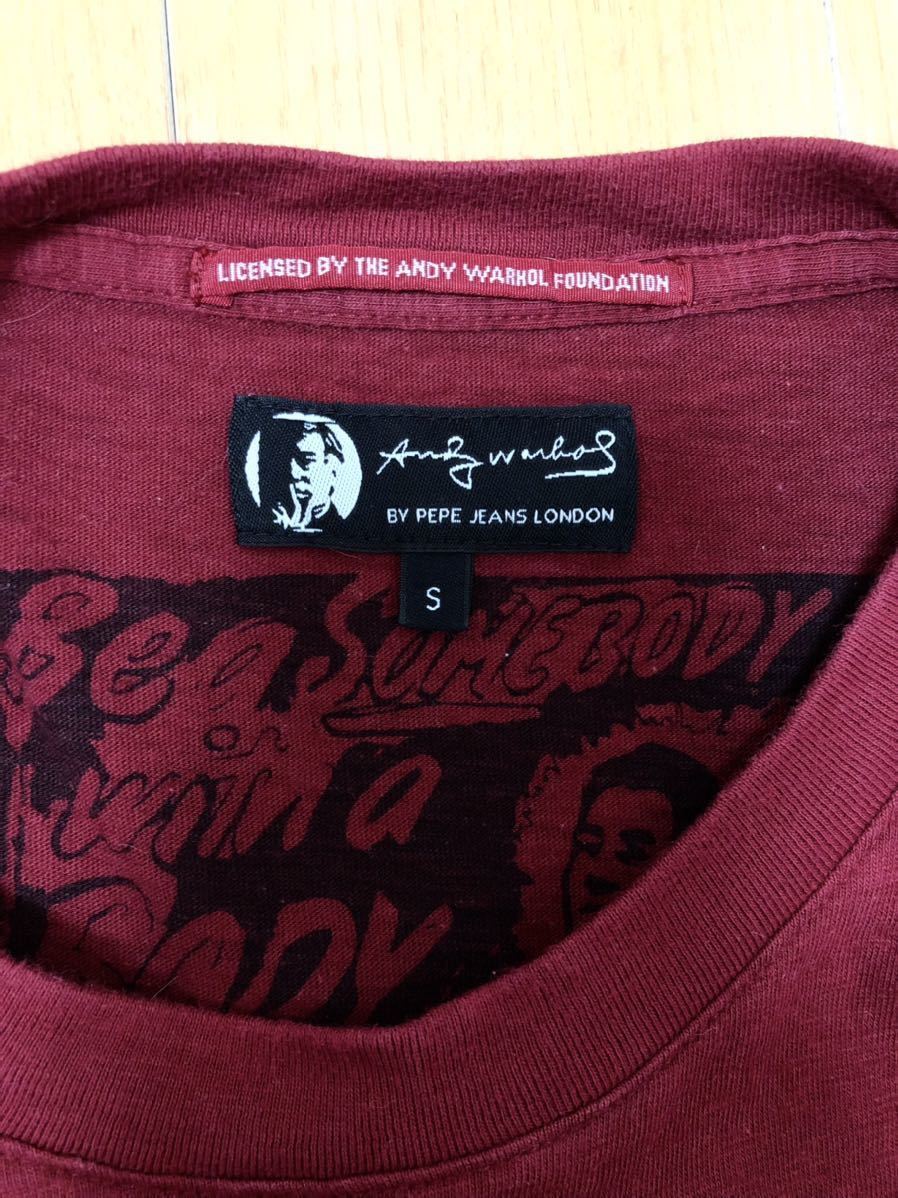 LICENSED BY THE ANDY WARHOL FOUNDATION
Andy Warhol
BY PEPE JEANS LONDON
S
Be a SOMEBODY
with a
BODY